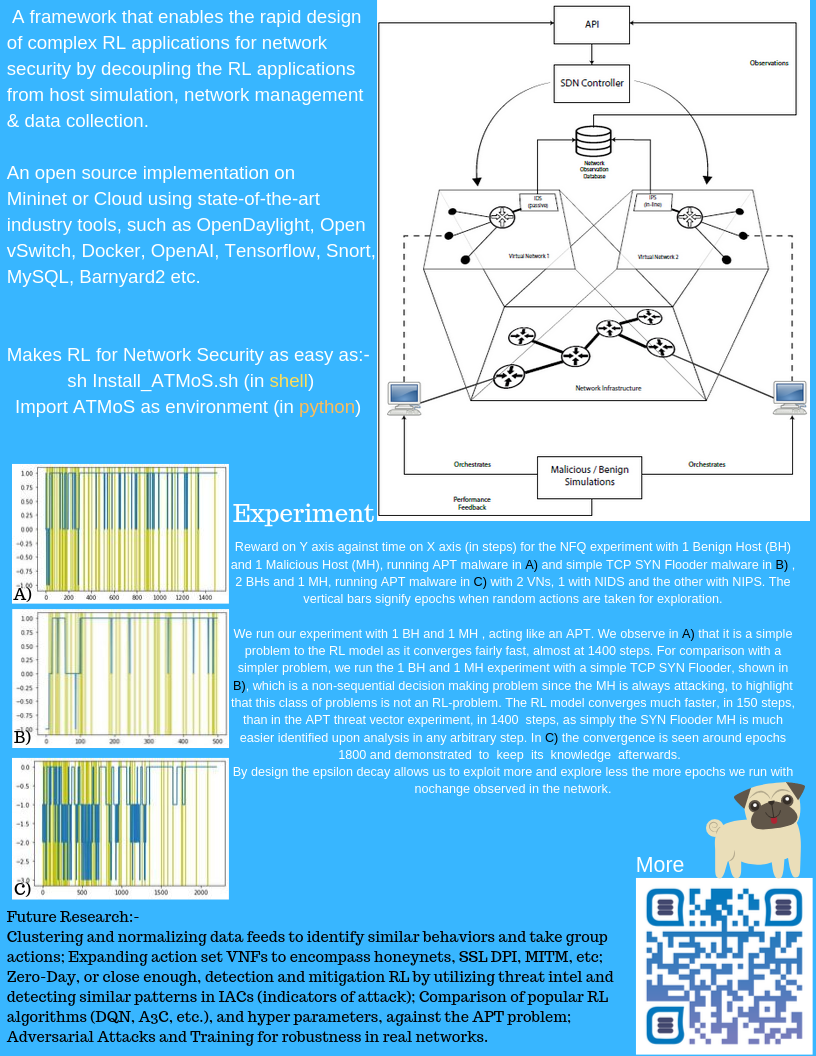 A framework that enables the rapid design
of complex RL applications for network
security by decoupling the RL applications
from host simulation, network management
& data collection.
An open source implementation on
Mininet or Cloud using state-of-the-art
industry tools, such as OpenDaylight, Open
vSwitch, Docker, OpenAI, Tensorflow, Snort,
MySQL, Barnyard2 etc.
Makes RL for Network Security as easy as:-
sh Install_ATMoS.sh (in shell)
Import ATMoS as environment (in python)
API
Observations
SDN Controller
Network
Observation
Database
IDS
(passive
IPS
(in-line)
Virtual Network 1
Virtual Network 2
Network Infrastructure
Orchestrates
Malicious / Benign
Simulations
Orchestrates
Performance
Feedback
1.00
0.75
0.50
0.25
0.00
-0.25
-0.50
-0.75
-1.00
0 200 400 600 800 1000 1200 1400
A)
1.00
0.75
0.50
0.25
0.00
-0.25
-0.50
-0.75
-1.00
0 100 200 300 400 500
B)
0.0
-0.5
-1.0
-1.5
-2.0
-2.5
-3.0
0 500 1000 1500 2000
C)
Experiment
Reward on Y axis against time on X axis (in steps) for the NFQ experiment with 1 Benign Host (BH)
and 1 Malicious Host (MH), running APT malware in A) and simple TCP SYN Flooder malware in B) ,
2 BHs and 1 MH, running APT malware in C) with 2 VNs, 1 with NIDS and the other with NIPS. The
vertical bars signify epochs when random actions are taken for exploration.
We run our experiment with 1 BH and 1 MH , acting like an APT. We observe in A) that it is a simple
problem to the RL model as it converges fairly fast, almost at 1400 steps. For comparison with a
simpler problem, we run the 1 BH and 1 MH experiment with a simple TCP SYN Flooder, shown in
B), which is a non-sequential decision making problem since the MH is always attacking, to highlight
that this class of problems is not an RL-problem. The RL model converges much faster, in 150 steps,
than in the APT threat vector experiment, in 1400 steps, as simply the SYN Flooder MH is much
easier identified upon analysis in any arbitrary step. In C) the convergence is seen around epochs
1800 and demonstrated to keep its knowledge afterwards.
By design the epsilon decay allows us to exploit more and explore less the more epochs we run with
nochange observed in the network.
More
Future Research:-
Clustering and normalizing data feeds to identify similar behaviors and take group
actions; Expanding action set VNFs to encompass honeynets, SSL DPI, MITM, etc;
Zero-Day, or close enough, detection and mitigation RL by utilizing threat intel and
detecting similar patterns in IACs (indicators of attack); Comparison of popular RL
algorithms (DQN, A3C, etc.), and hyper parameters, against the APT problem;
Adversarial Attacks and Training for robustness in real networks.